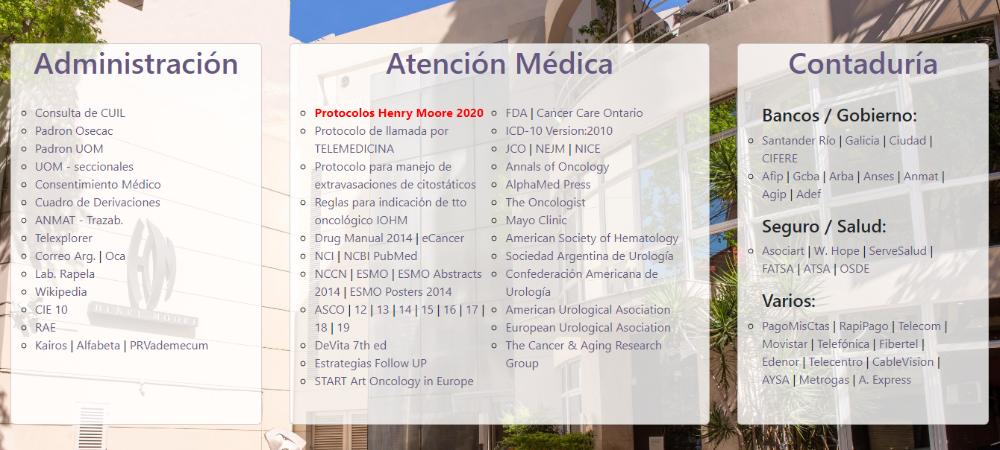 Administración
Consulta de CUIL
Padron Osecac
Padron UOM
UOM - seccionales
Consentimiento Médico
Cuadro de Derivaciones
ANMAT - Trazab.
Telexplorer
Correo Arg. | Oca
Lab. Rapela
Wikipedia
CIE 10
RAE
Kairos | Alfabeta | PRVademecum
HENRY MOORE
Atención Médica
Protocolos Henry Moore 2020
Protocolo de llamada por
TELEMEDICINA
Protocolo para manejo de
extravasaciones de citostáticos
Reglas para indicación de tto
oncológico IOHM
Drug Manual 2014 | eCancer
NCI | NCBI PubMed
NCCN | ESMO | ESMO Abstracts
2014 | ESMO Posters 2014
ASCO | 12 | 13 | 14 | 15 | 16 | 17 |
18 | 19
DeVita 7th ed
Estrategias Follow UP
START Art Oncology in Europe
FDA | Cancer Care Ontario
ICD-10 Version:2010
JCO | NEJM | NICE
Annals of Oncology
AlphaMed Press
The Oncologist
Mayo Clinic
American Society of Hematology
Sociedad Argentina de Urología
Confederación Americana de
Urología
American Urological Asociation
European Urological Asociation
The Cancer & Aging Research
Group
Contaduría
Bancos / Gobierno:
Santander Río | Galicia | Ciudad |
CIFERE
Afip | Gcba | Arba | Anses | Anmat |
Agip | Adef
Seguro / Salud:
Asociart | W. Hope | ServeSalud |
FATSA | ATSA | OSDE
Varios:
PagoMisCtas | RapiPago | Telecom |
Movistar | Telefónica | Fibertel |
Edenor | Telecentro | CableVision |
AYSA | Metrogas | A. Express